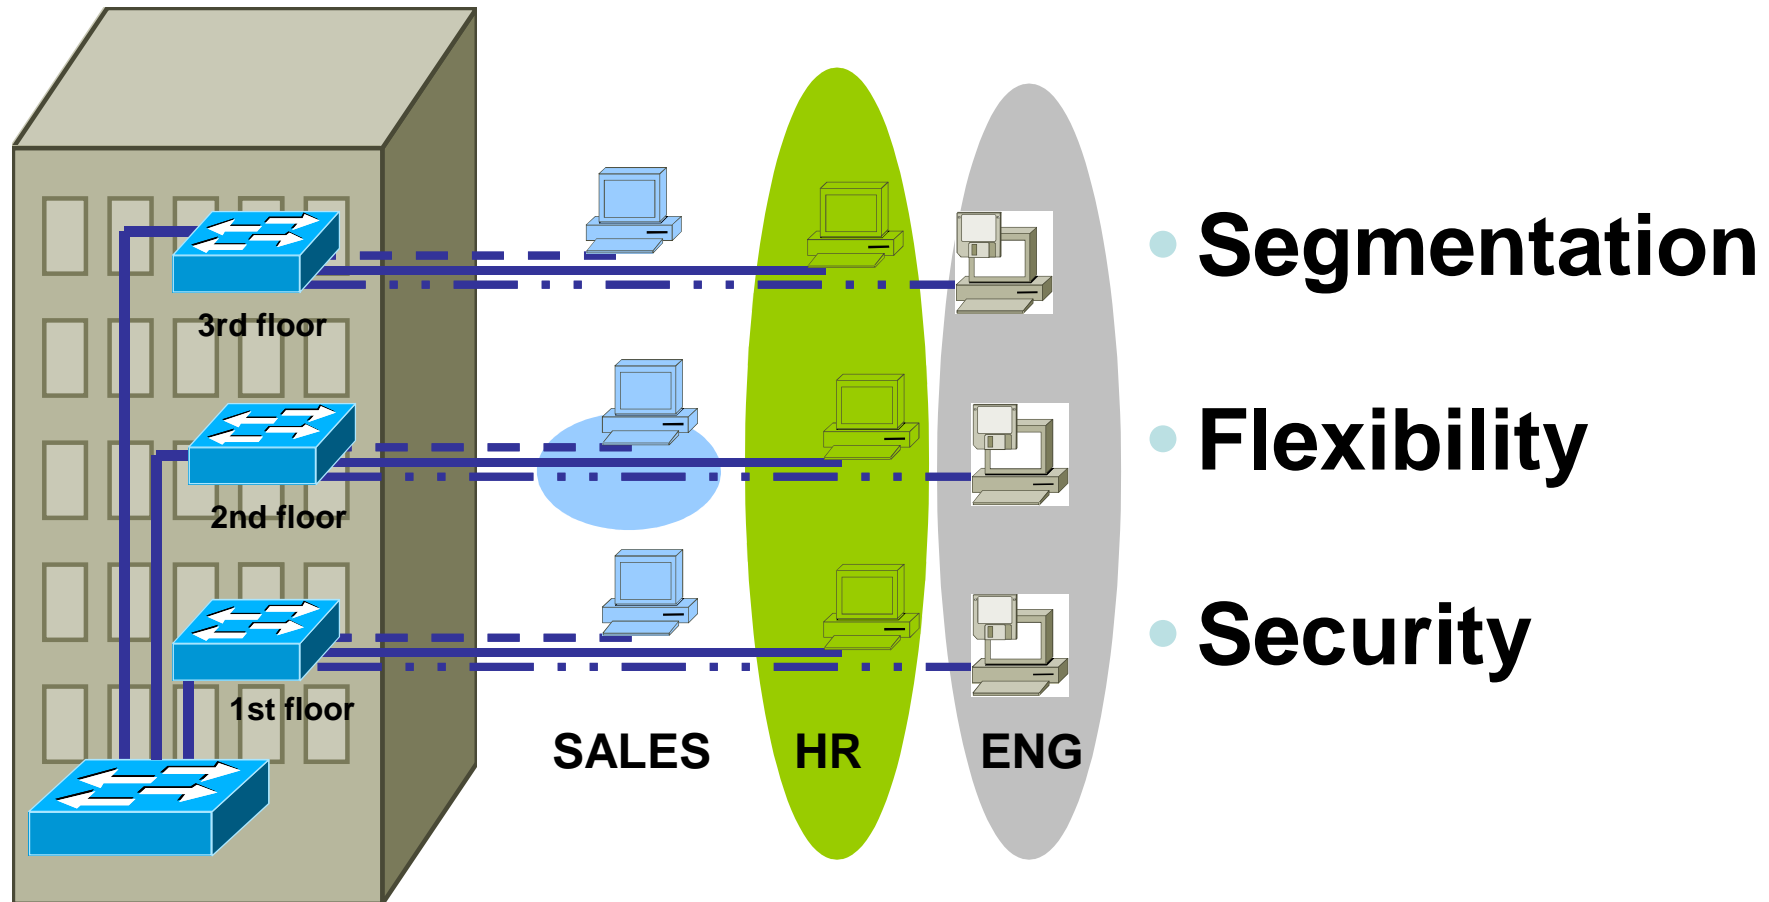 3rd floor
2nd floor
1st floor
SALES
HR
ENG
Segmentation
Flexibility
Security